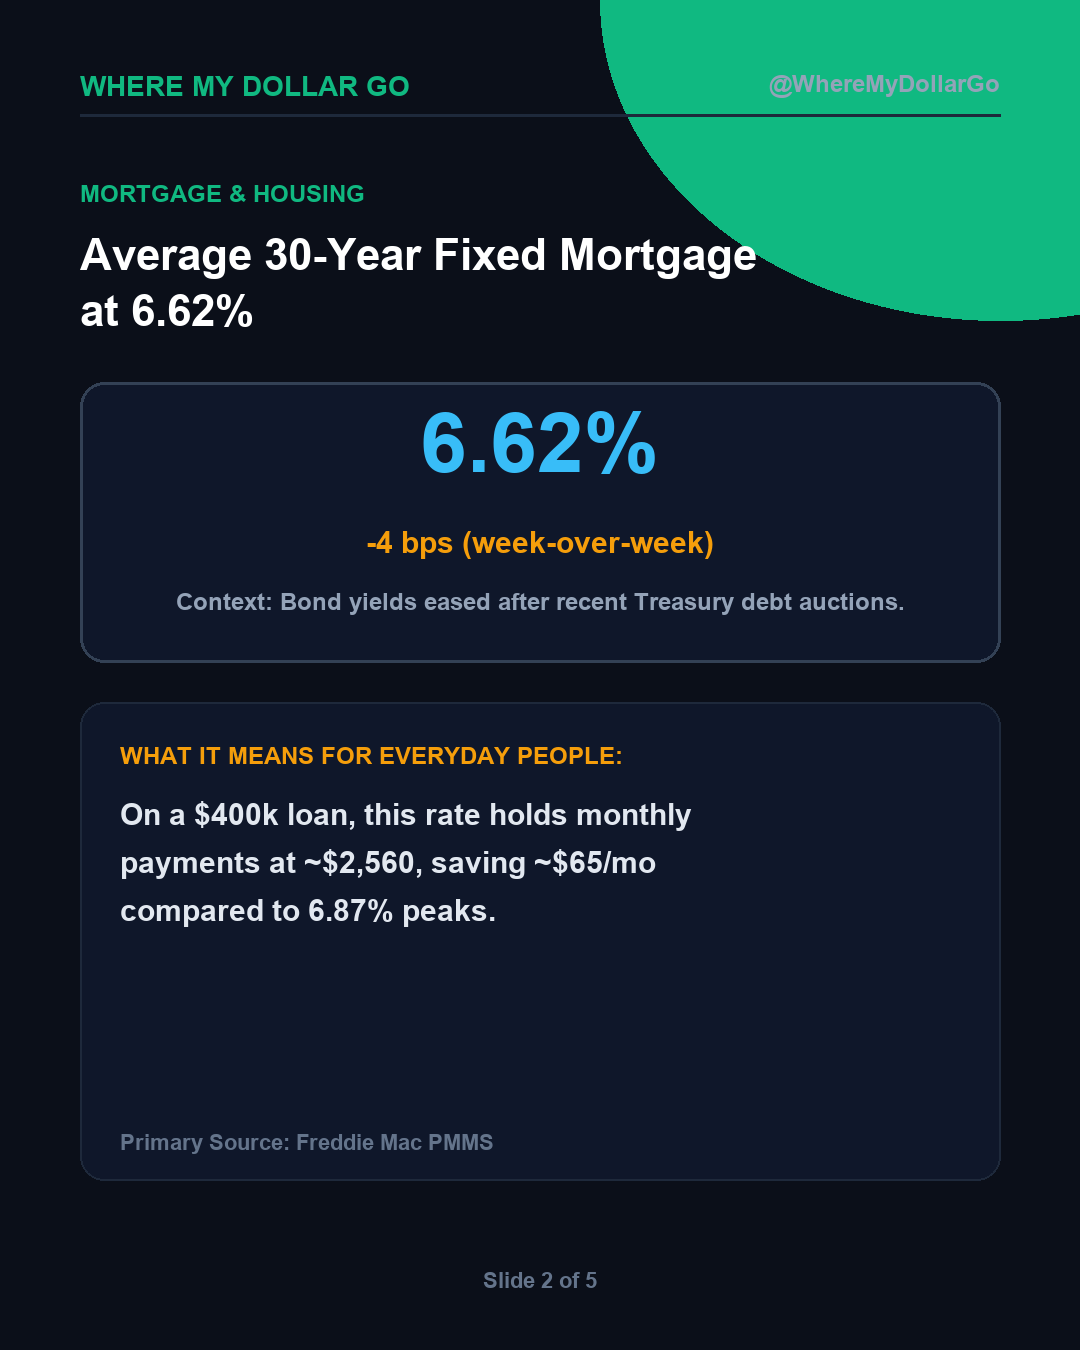 WHERE MY DOLLAR GO
@WhereMyDollarGo
MORTGAGE & HOUSING
Average 30-Year Fixed Mortgage
at 6.62%
6.62%
-4 bps (week-over-week)
Context: Bond yields eased after recent Treasury debt auctions.
WHAT IT MEANS FOR EVERYDAY PEOPLE:
On a $400k loan, this rate holds monthly
payments at ~$2,560, saving ~$65/mo
compared to 6.87% peaks.
Primary Source: Freddie Mac PMMS
Slide 2 of 5